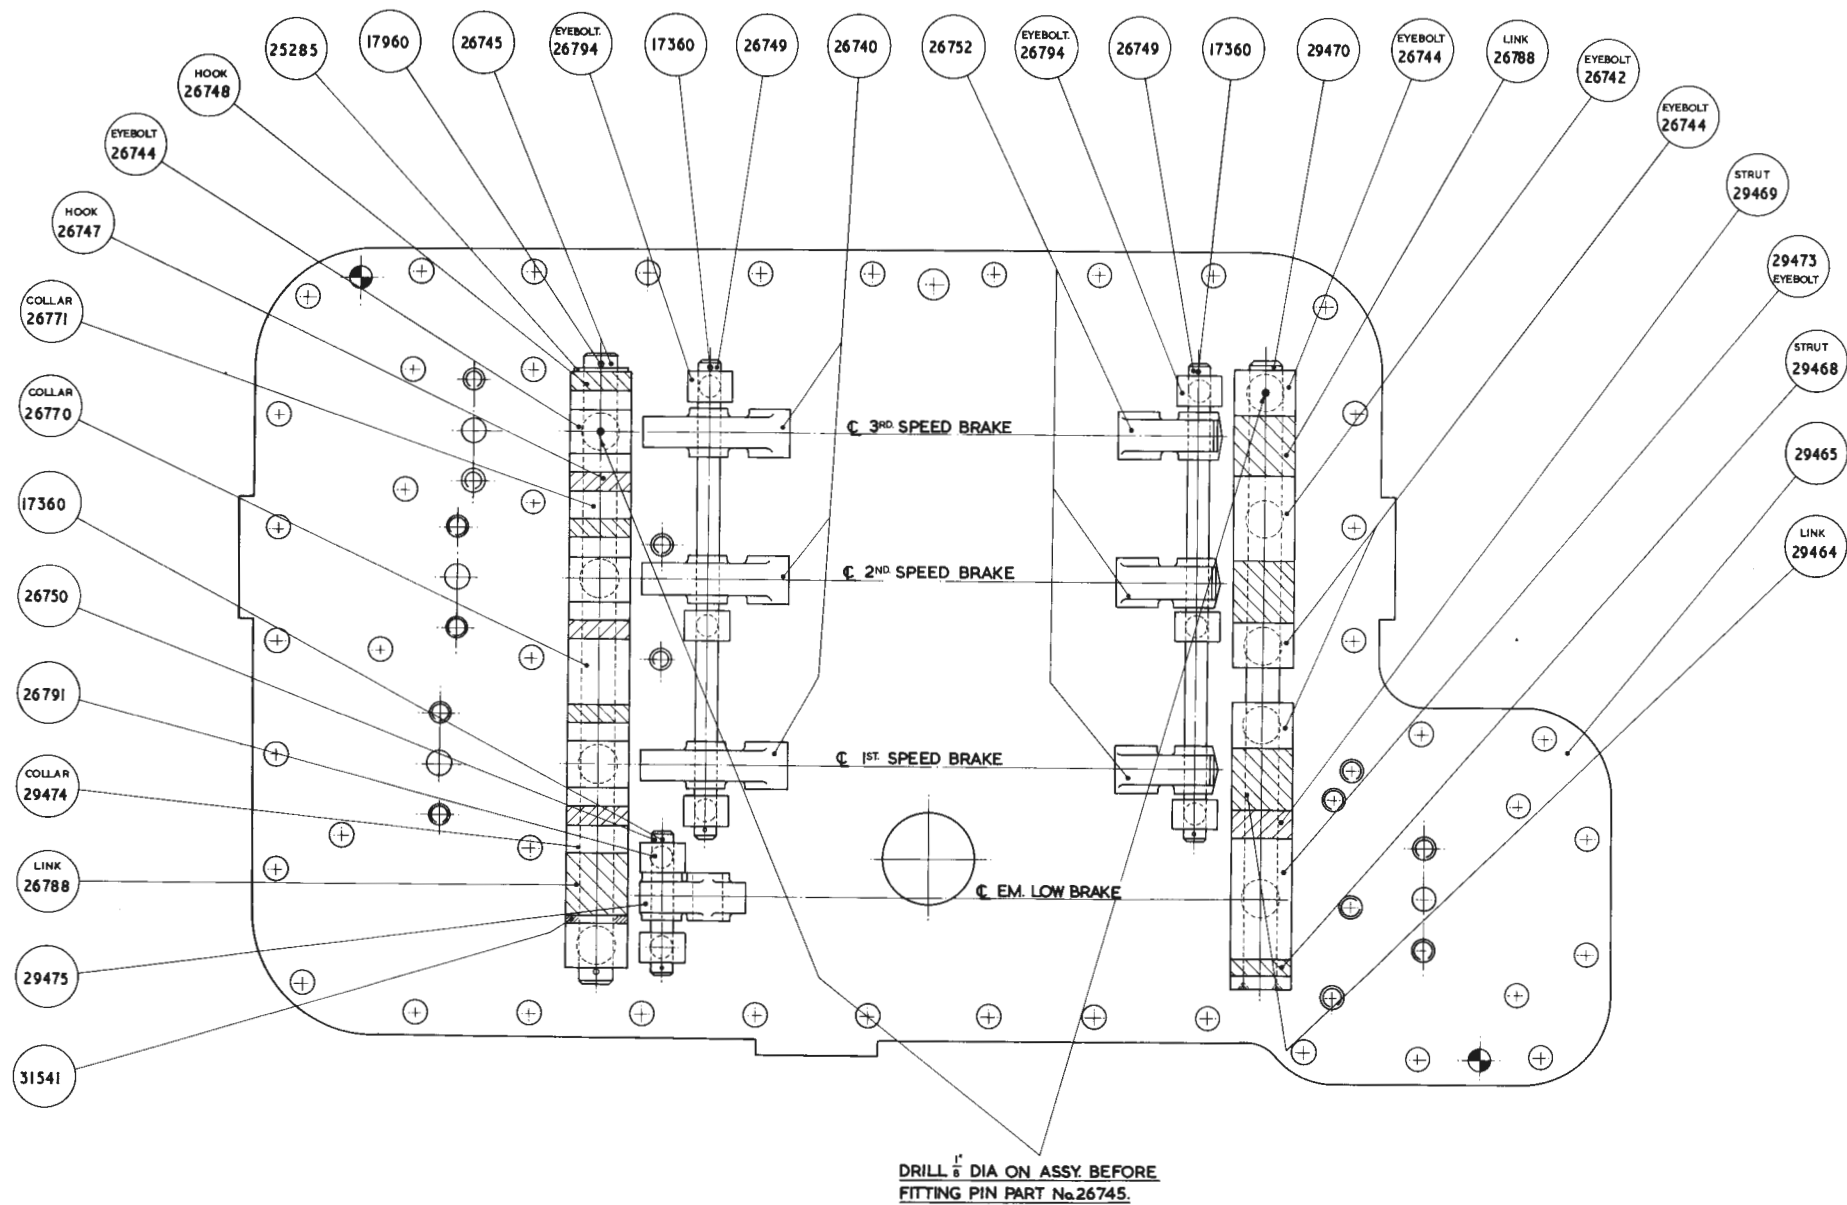 25285
17960
26745
EYEBOLT.
26794
17360
26749
26740
26752
EYEBOLT.
26794
26749
17360
29470
EYEBOLT
26744
LINK
26788
EYEBOLT
26742
HOOK
26748
EYEBOLT
26744
EYEBOLT
26744
STRUT
29469
HOOK
26747
29473
EYEBOLT
COLLAR
26771
STRUT
29468
COLLAR
26770
29465
17360
LINK
29464
26750
26791
COLLAR
29474
LINK
26788
29475
31541
℄ 3RD. SPEED BRAKE
℄ 2ND. SPEED BRAKE
℄ 1ST. SPEED BRAKE
℄ EM. LOW BRAKE
DRILL 1/8" DIA ON ASSY. BEFORE
FITTING PIN PART No.26745.